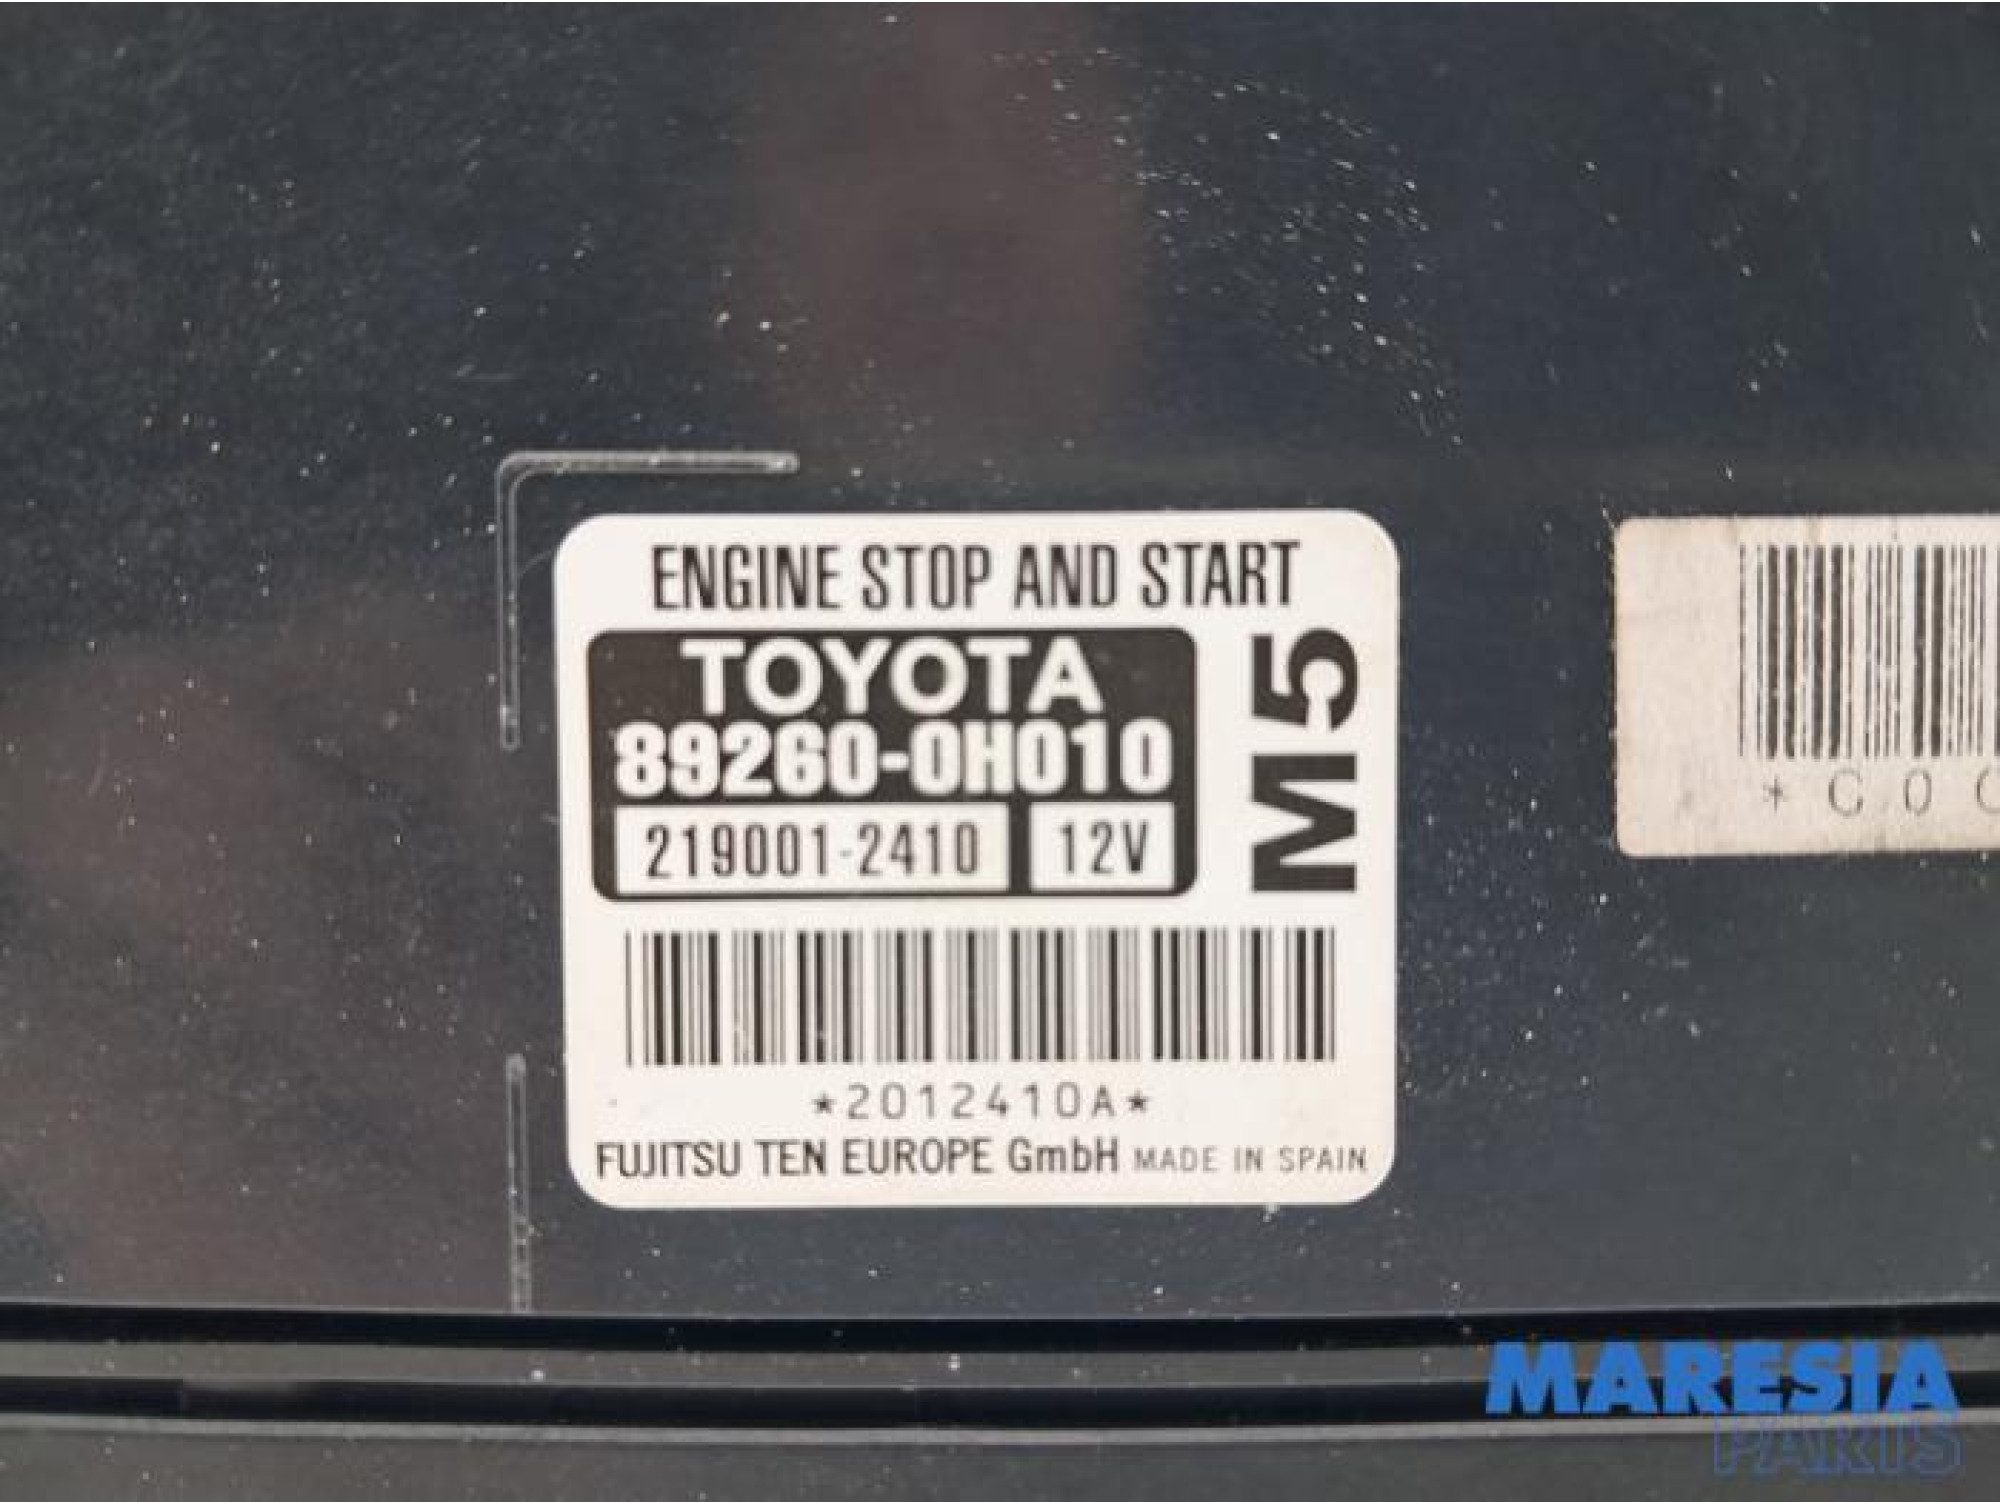 ENGINE STOP AND START
TOYOTA
89260-0H010
219001-2410 12V
M5
*2012410A*
FUJITSU TEN EUROPE GmbH MADE IN SPAIN
MARESIA
PARTS